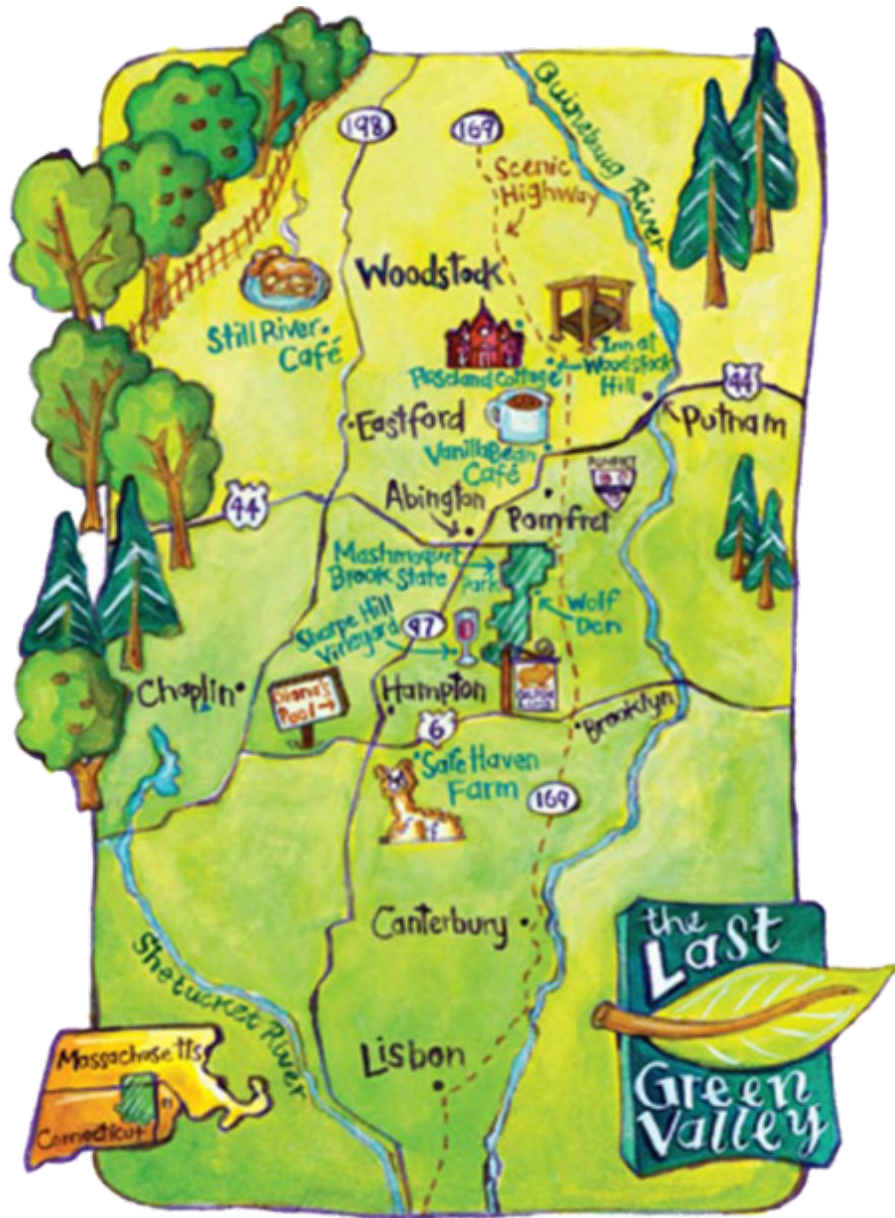 198
169
Quinebaug River
Scenic
Highway
Woodstock
Still River
Café
Roseland Cottage
Inn at
Woodstock
Hill
44
Putnam
Eastford
Vanilla Bean
Café
44
Abington
Pomfret
POMFRET
Mashmoquet
Brook State
Park
Wolf
Den
97
Sharpe Hill
Vineyard
Chaplin
Diana's
Pool
Hampton
6
Brooklyn
Safe Haven
Farm
169
Canterbury
Shetucket River
Lisbon
the
Last
Green
Valley
Massachusetts
Connecticut